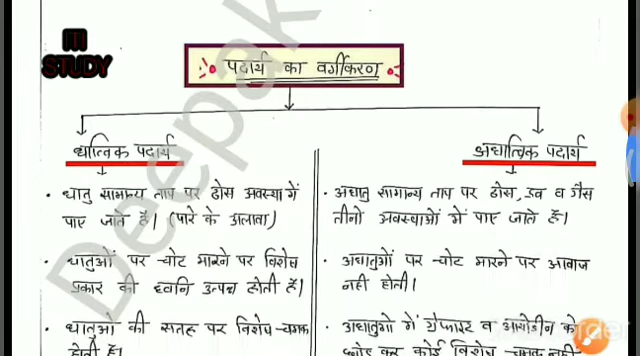 ITI
STUDY
पदार्थ का वर्गीकरण
धात्विक पदार्थ
अधात्विक पदार्थ
• धातु सामान्य ताप पर ठोस अवस्था में
पाए जाते हैं। (पारे के अलावा)
• धातुओं पर चोट मारने पर विशेष
प्रकार की ध्वनि उत्पन्न होती हैं।
• धातुओ की सतह पर विशेष चमक
होती हैं।
• अधातु सामान्य ताप पर ठोस, द्रव व गैस
तीनो अवस्थाओं में पाए जाते है।
• अधातुओं पर चोट मारने पर आवाज
नही होती।
• अधातुओ में ग्रेफाइट व आयोडीन को
छोड़ कर कोई विशेष चमक नहीं
Deepak